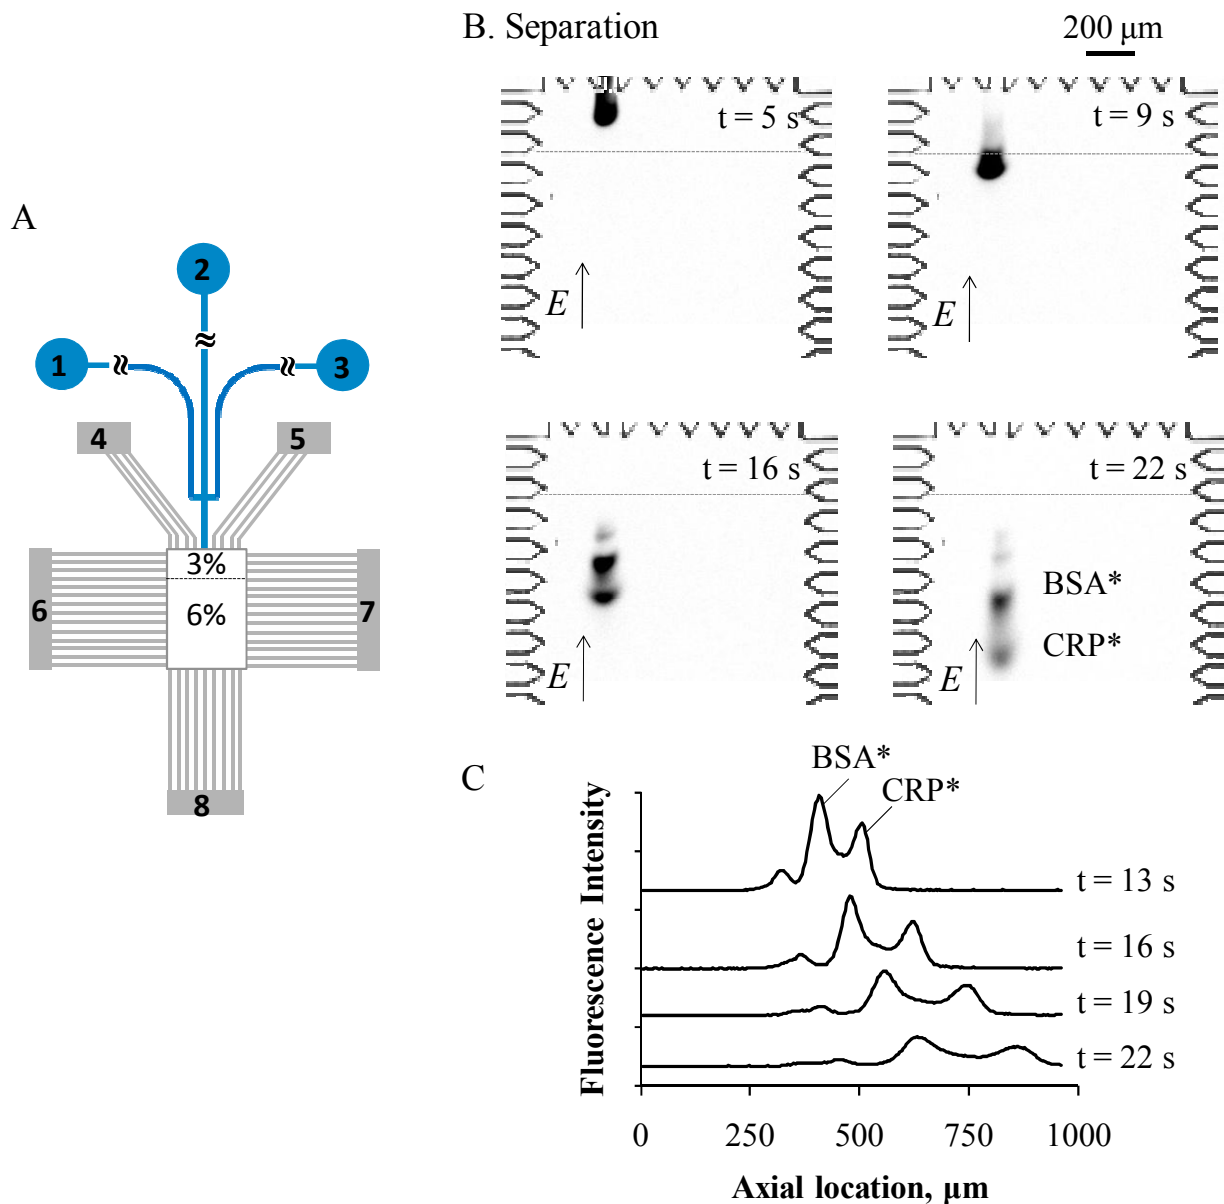 A
2
1
3
4
5
3%
6
6%
7
8
B. Separation
200 µm
t = 5 s
t = 9 s
E
E
t = 16 s
t = 22 s
BSA*
CRP*
E
E
C
BSA*
CRP*
Fluorescence Intensity
t = 13 s
t = 16 s
t = 19 s
t = 22 s
0 250 500 750 1000
Axial location, µm